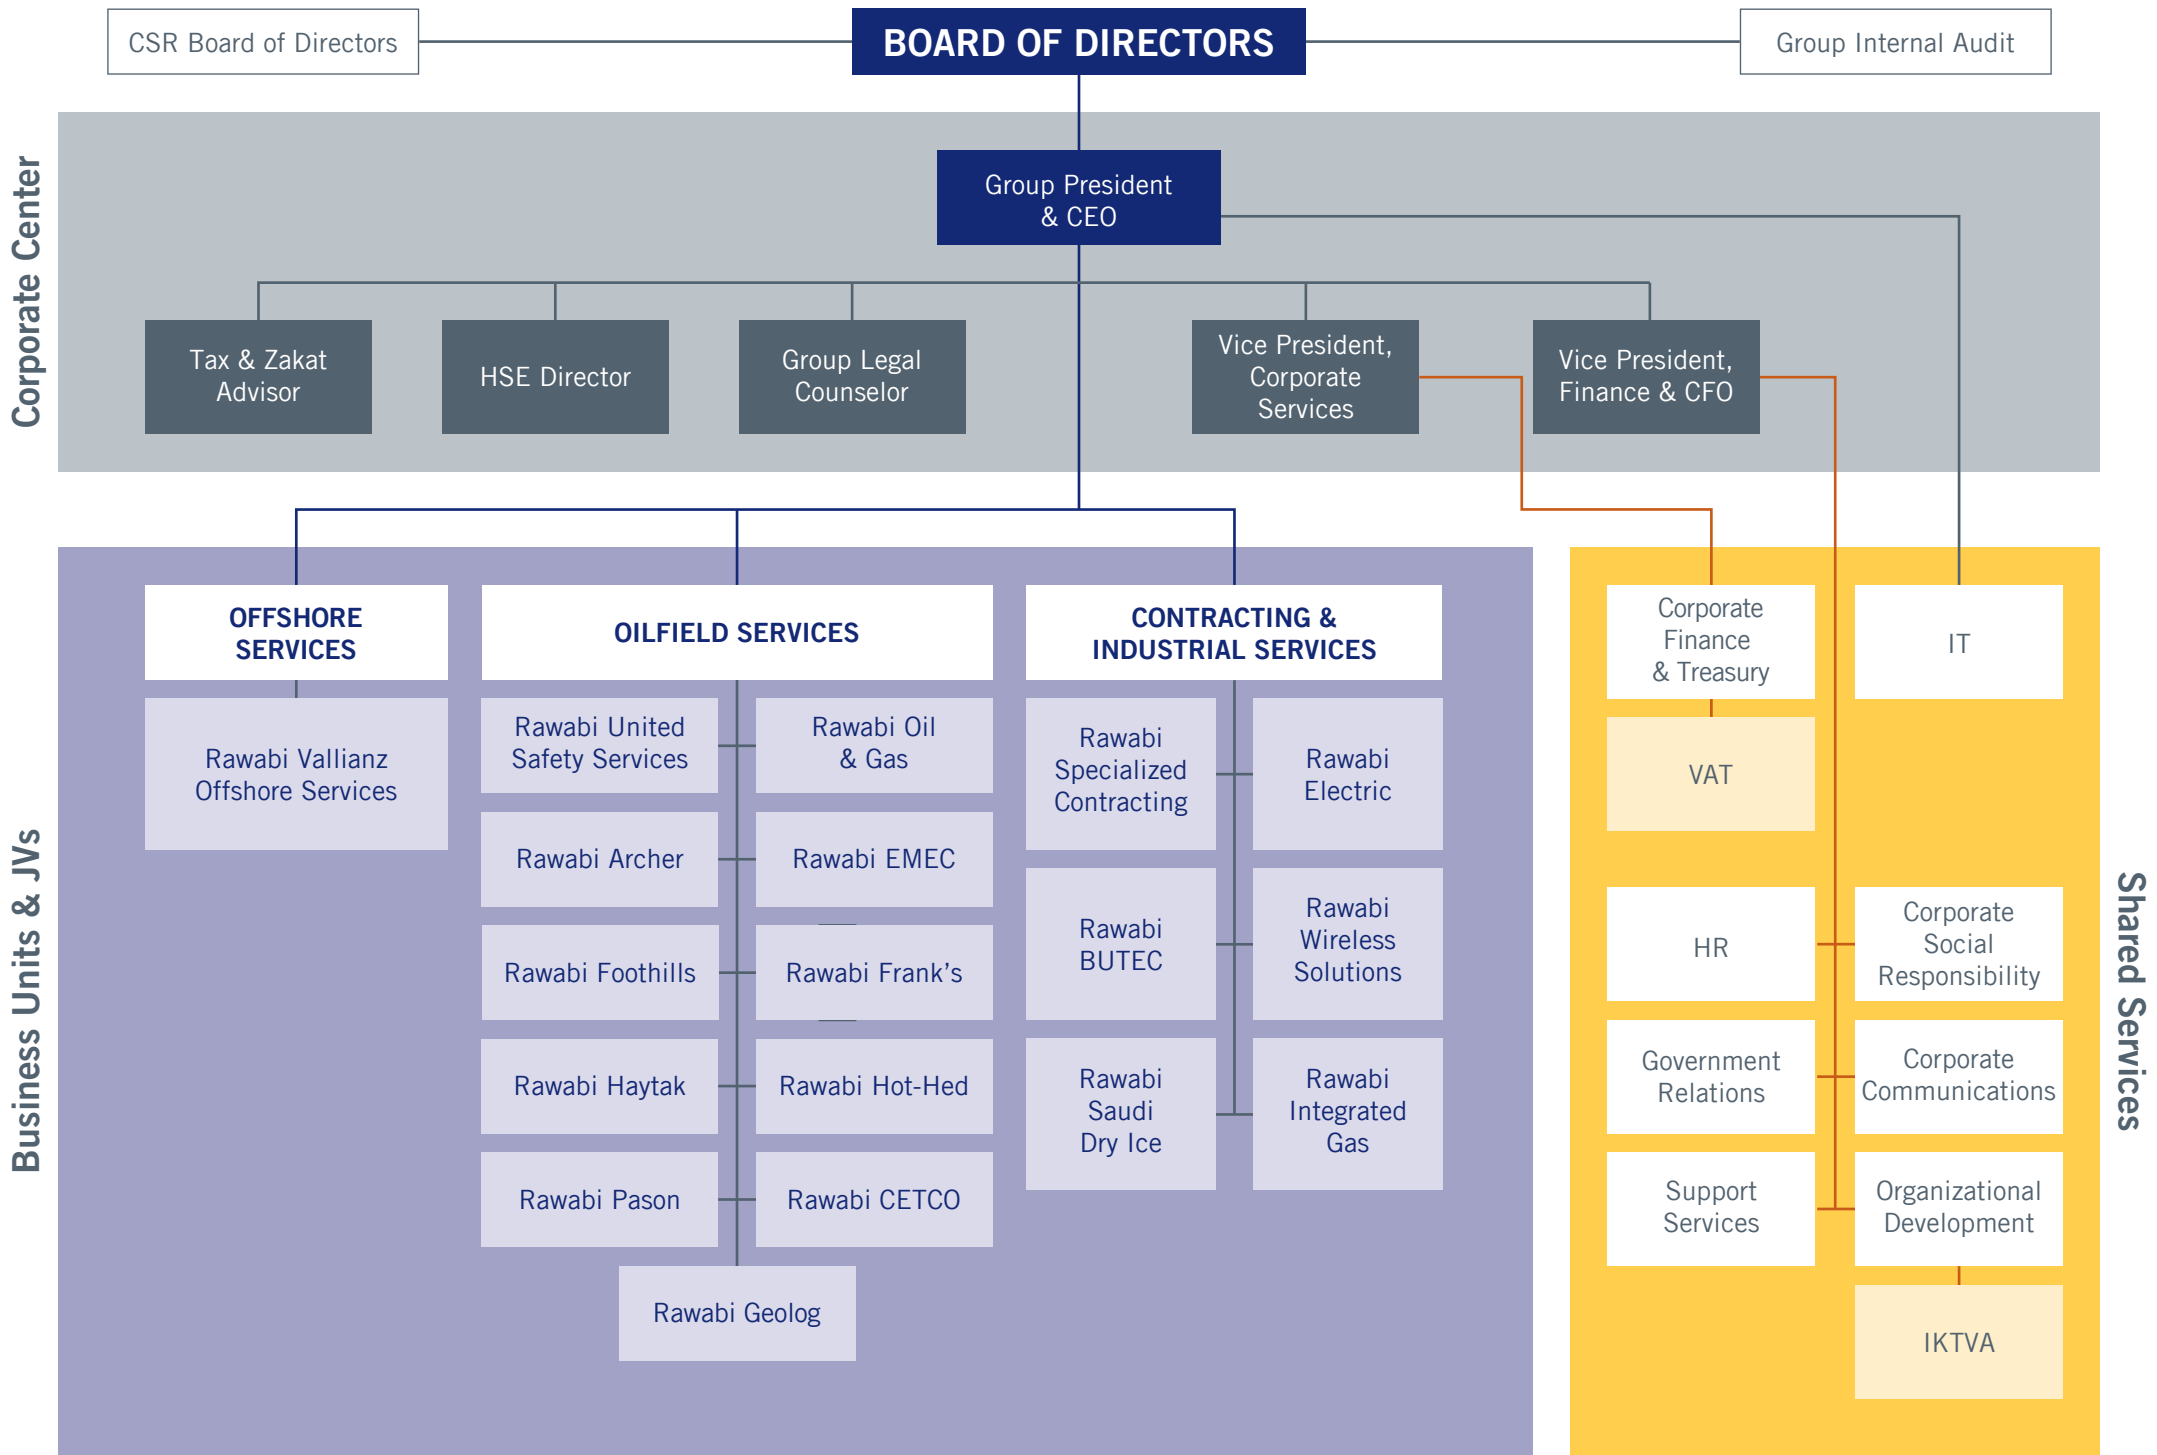 CSR Board of Directors
BOARD OF DIRECTORS
Group Internal Audit
Corporate Center
Group President
& CEO
Tax & Zakat
Advisor
HSE Director
Group Legal
Counselor
Vice President,
Corporate
Services
Vice President,
Finance & CFO
Business Units & JVs
OFFSHORE
SERVICES
Rawabi Vallianz
Offshore Services
OILFIELD SERVICES
Rawabi United
Safety Services
Rawabi Oil
& Gas
Rawabi Archer
Rawabi EMEC
Rawabi Foothills
Rawabi Frank’s
Rawabi Haytak
Rawabi Hot-Hed
Rawabi Pason
Rawabi CETCO
Rawabi Geolog
CONTRACTING &
INDUSTRIAL SERVICES
Rawabi
Specialized
Contracting
Rawabi
Electric
Rawabi
BUTEC
Rawabi
Wireless
Solutions
Rawabi
Saudi
Dry Ice
Rawabi
Integrated
Gas
Shared Services
Corporate
Finance
& Treasury
IT
VAT
HR
Corporate
Social
Responsibility
Government
Relations
Corporate
Communications
Support
Services
Organizational
Development
IKTVA